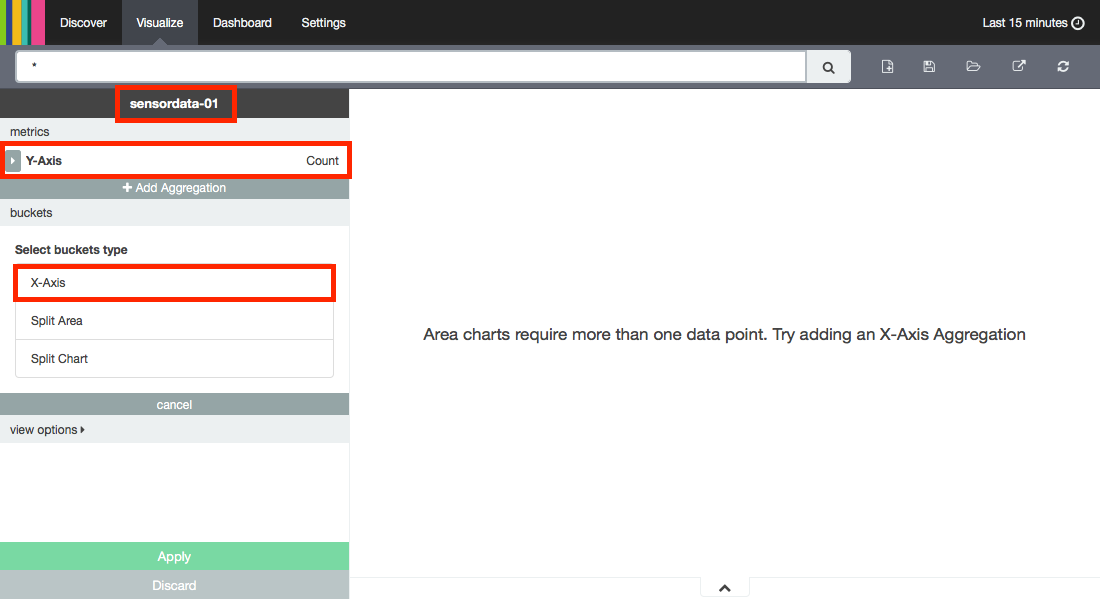 Discover Visualize Dashboard Settings Last 15 minutes
*
sensordata-01
metrics
Y-Axis Count
Add Aggregation
buckets
Select buckets type
X-Axis
Split Area
Split Chart
cancel
view options
Apply
Discard
Area charts require more than one data point. Try adding an X-Axis Aggregation